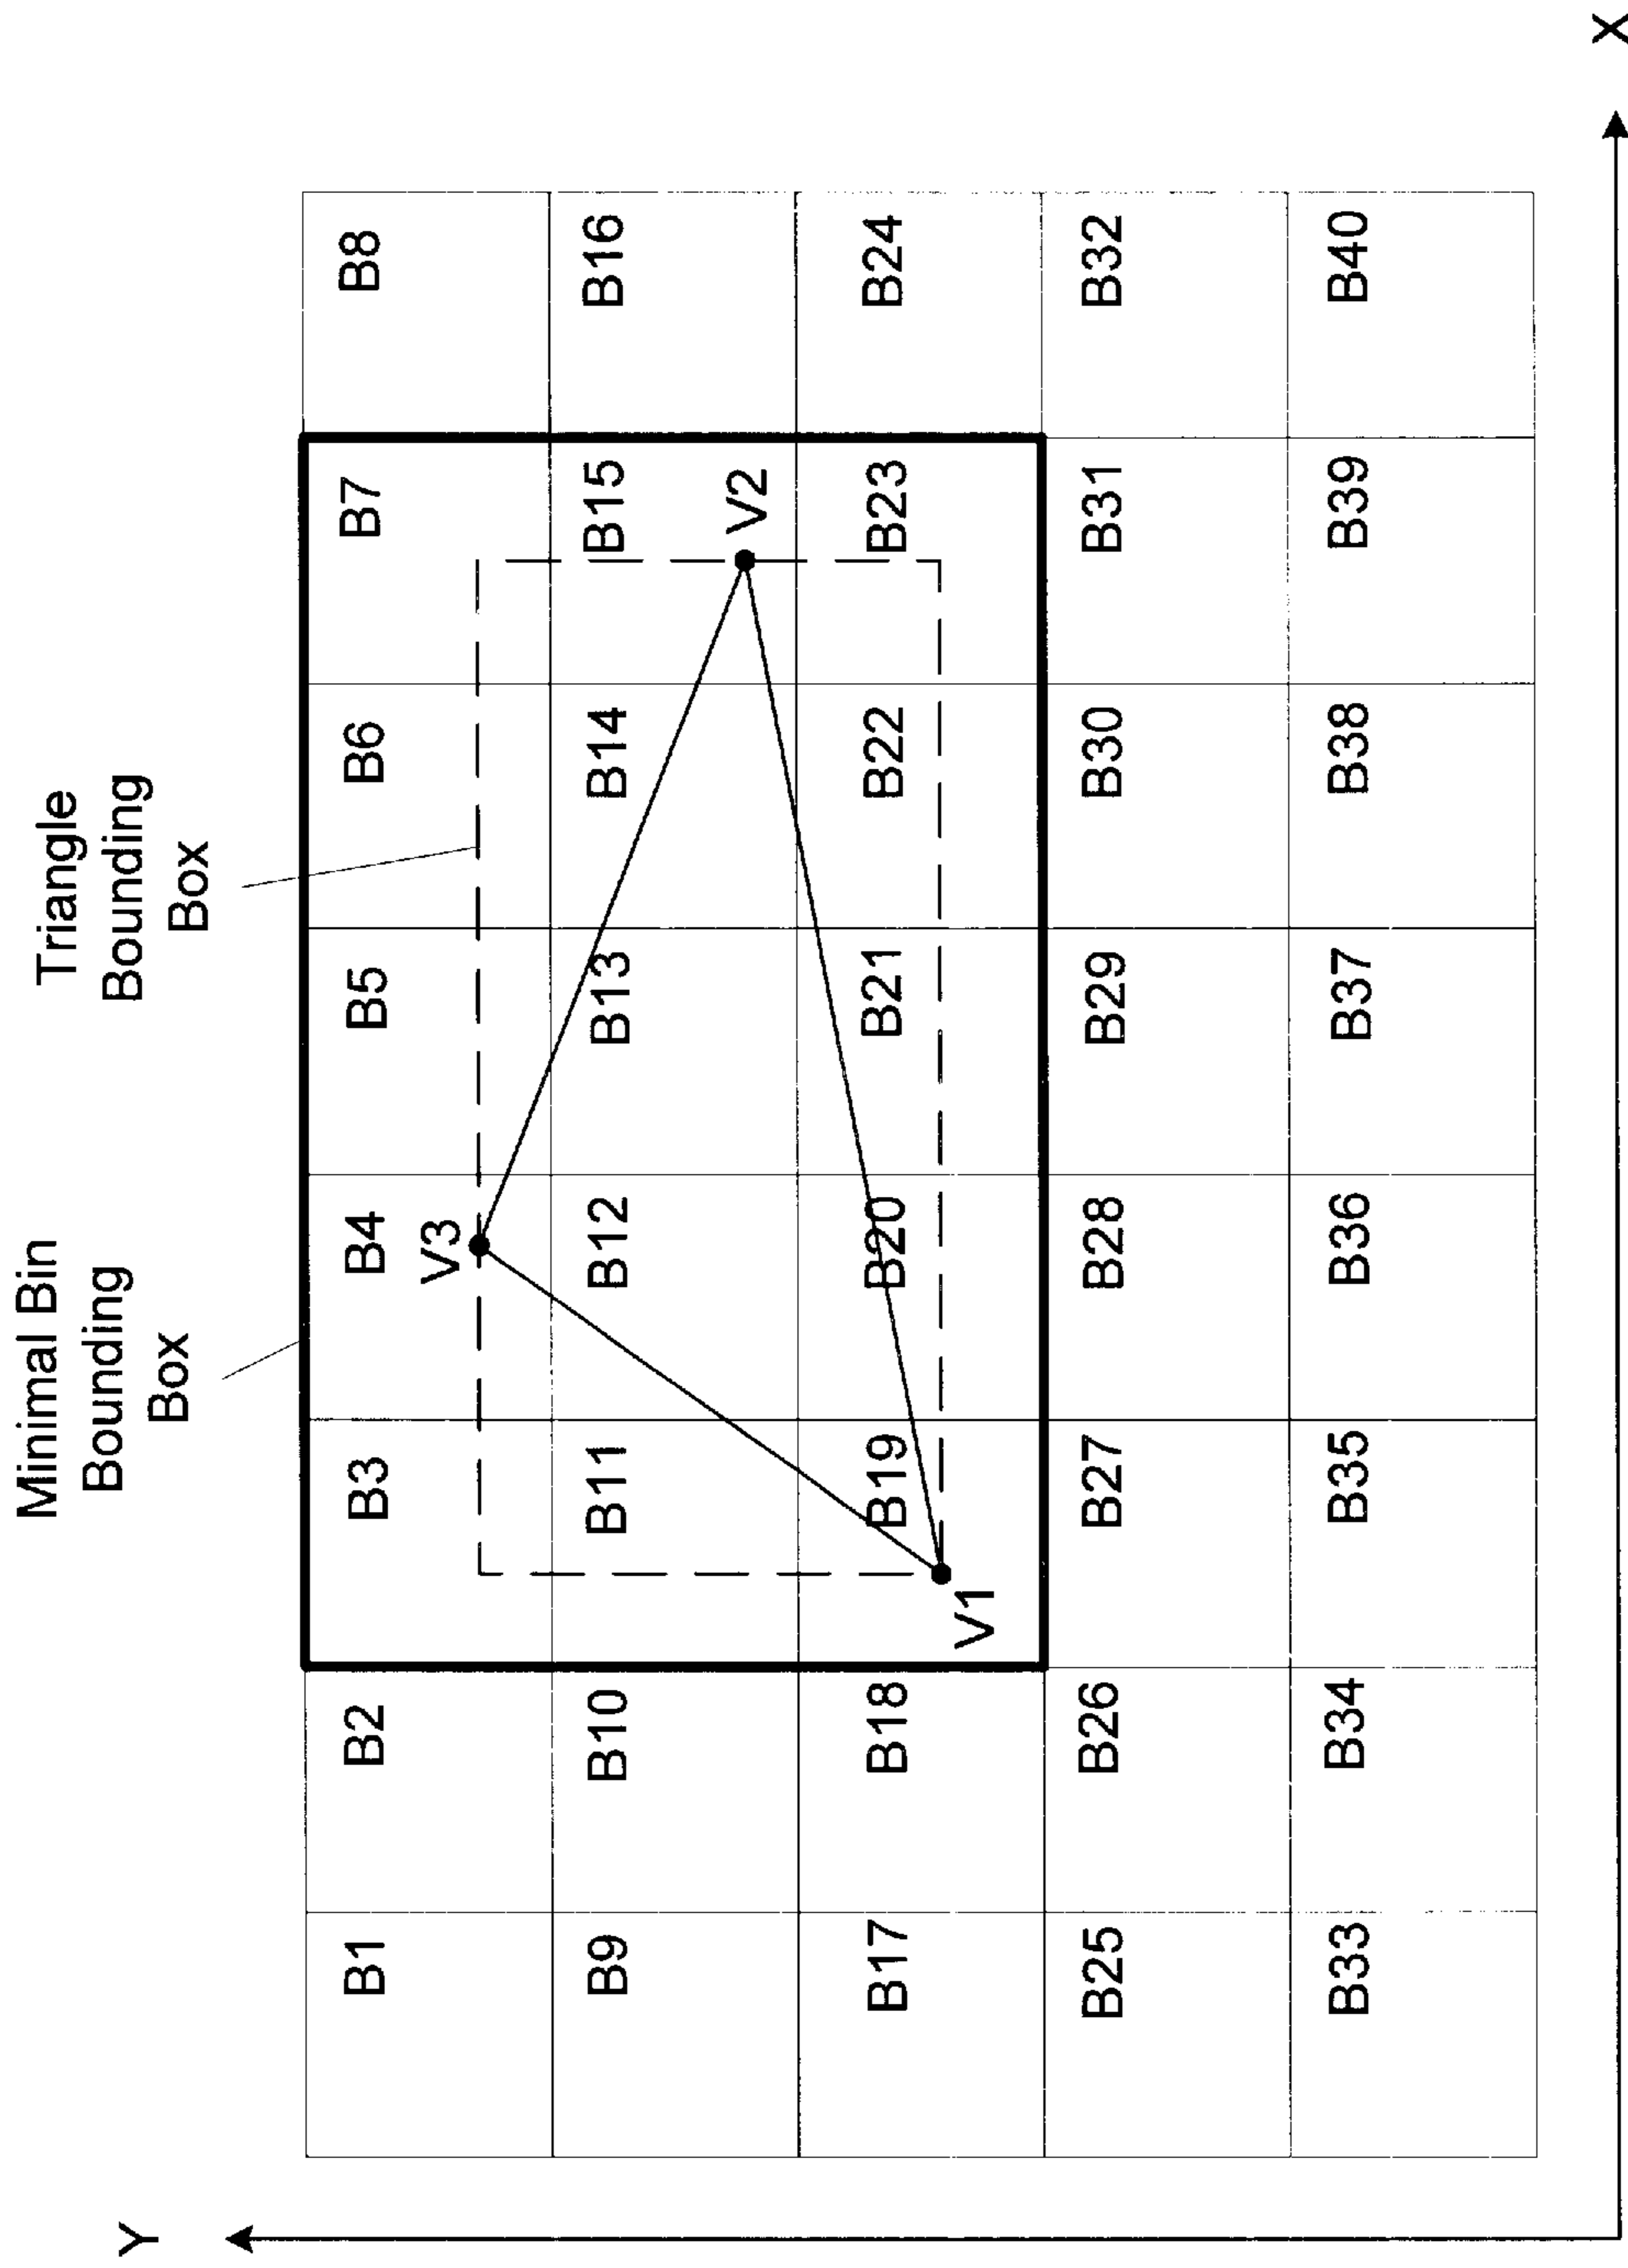 Minimal Bin
Bounding
Box
Triangle
Bounding
Box
Y
B1 B2 B3 B4 B5 B6 B7 B8
V3
B9 B10 B11 B12 B13 B14 B15 B16
V2
B17 B18 B19 B20 B21 B22 B23 B24
V1
B25 B26 B27 B28 B29 B30 B31 B32
B33 B34 B35 B36 B37 B38 B39 B40
X